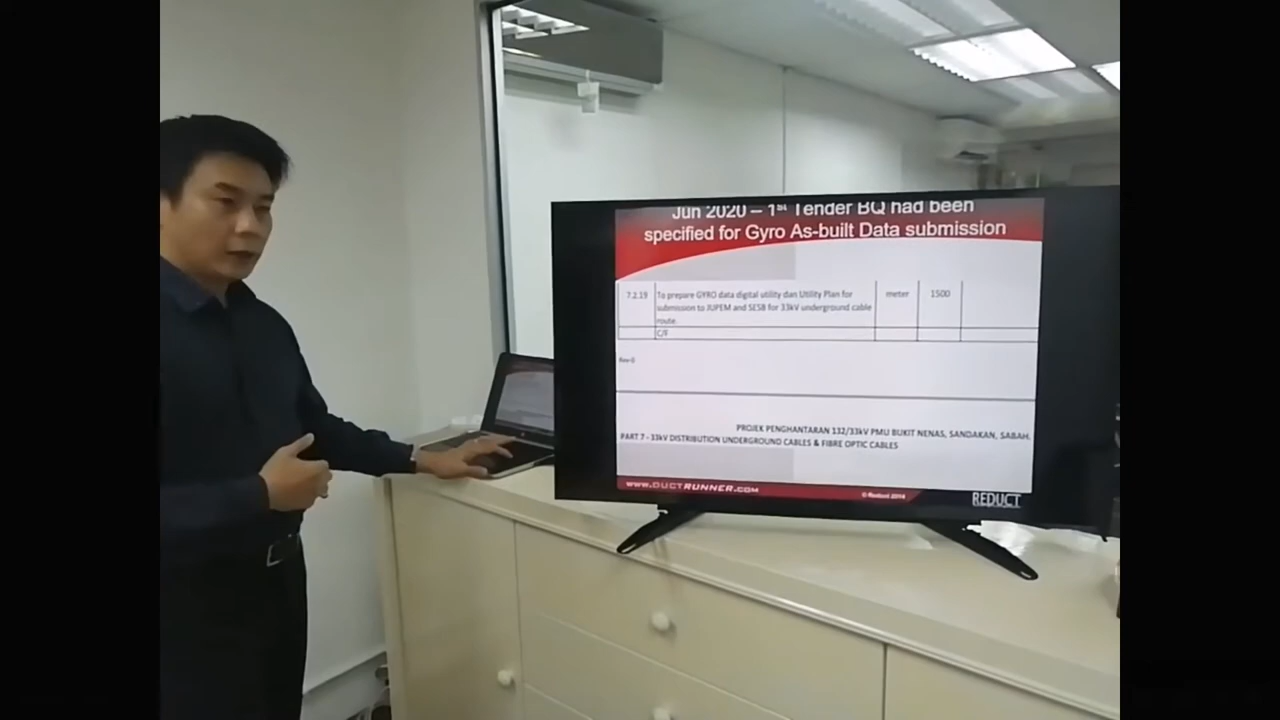 Jun 2020 – 1st Tender BQ had been
specified for Gyro As-built Data submission
7.2.19 To prepare GYRO data digital utility dan Utility Plan for meter 1500
submission to JUPEM and SESB for 33kV underground cable
route.
C/F
Rev-0
PROJEK PENGHANTARAN 132/33kV PMU BUKIT NENAS, SANDAKAN, SABAH.
PART 7 - 33kV DISTRIBUTION UNDERGROUND CABLES & FIBRE OPTIC CABLES
www.DUCTRUNNER.com © Reduct 2014 REDUCT